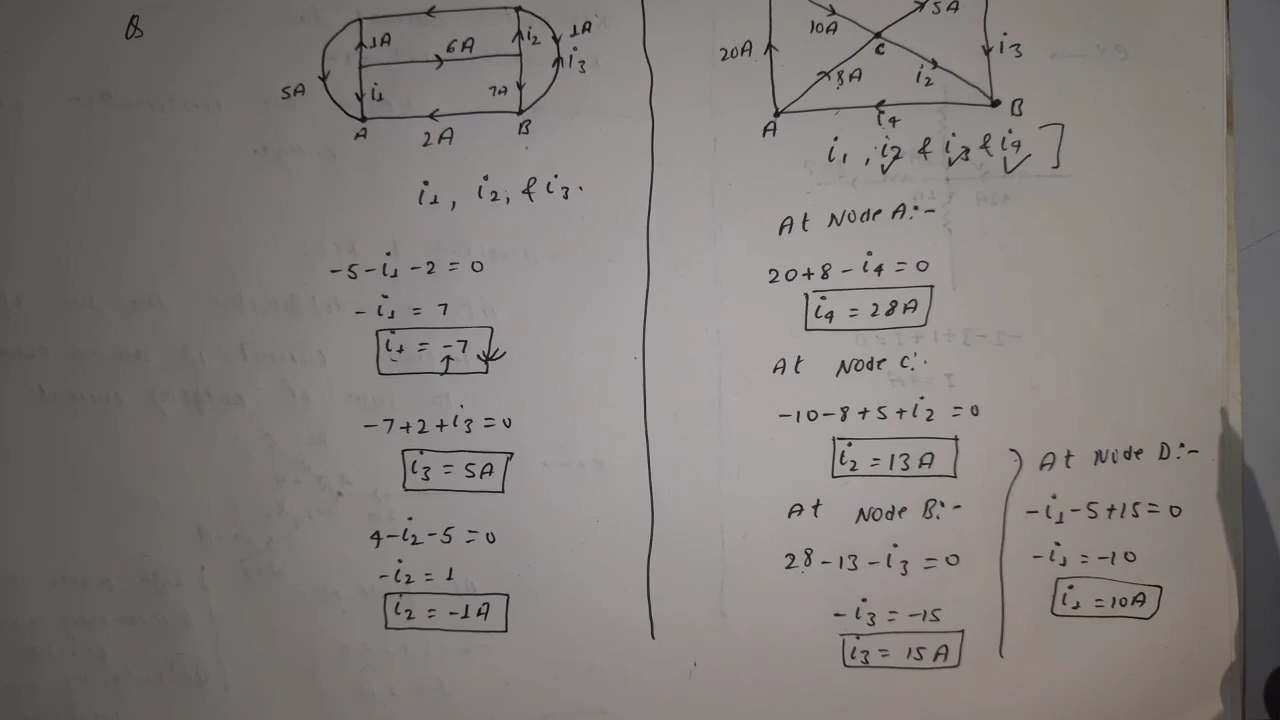 Q
1A
i2
1A
6A
i3
5A
i1
7A
A
2A
B
i1, i2, & i3.
-5-i1-2=0
-i1 = 7
i1 = -7
-7+2+i3=0
i3 = 5A
4-i2-5=0
-i2=1
i2 = -1A
10A
5A
20A
C
i3
8A
i2
A
i4
B
i1, i2 & i3 & i4 ]
At Node A:-
20+8-i4=0
i4 = 28A
At Node C:-
-10-8+5+i2=0
i2 = 13A
At Node B:-
28-13-i3=0
-i3 = -15
i3 = 15A
At Node D:-
-i1-5+15=0
-i1 = -10
i1 = 10A